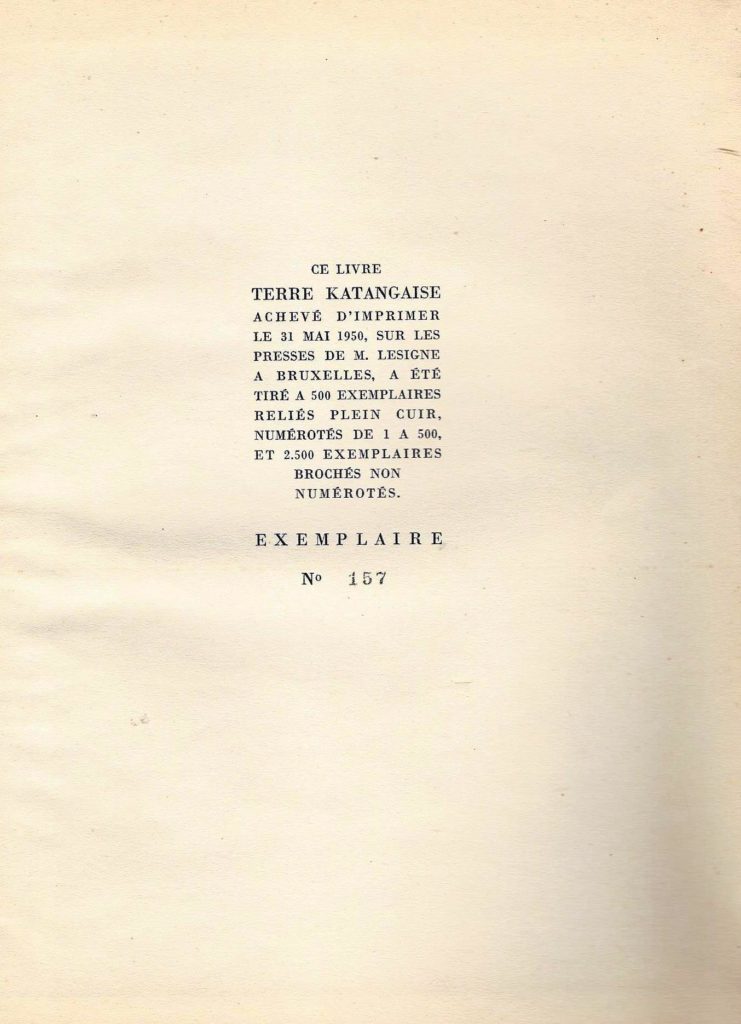 CE LIVRE
TERRE KATANGAISE
ACHEVÉ D'IMPRIMER
LE 31 MAI 1950, SUR LES
PRESSES DE M. LESIGNE
A BRUXELLES, A ÉTÉ
TIRÉ A 500 EXEMPLAIRES
RELIÉS PLEIN CUIR,
NUMÉROTÉS DE 1 A 500,
ET 2.500 EXEMPLAIRES
BROCHÉS NON
NUMÉROTÉS.
EXEMPLAIRE
Nº 157